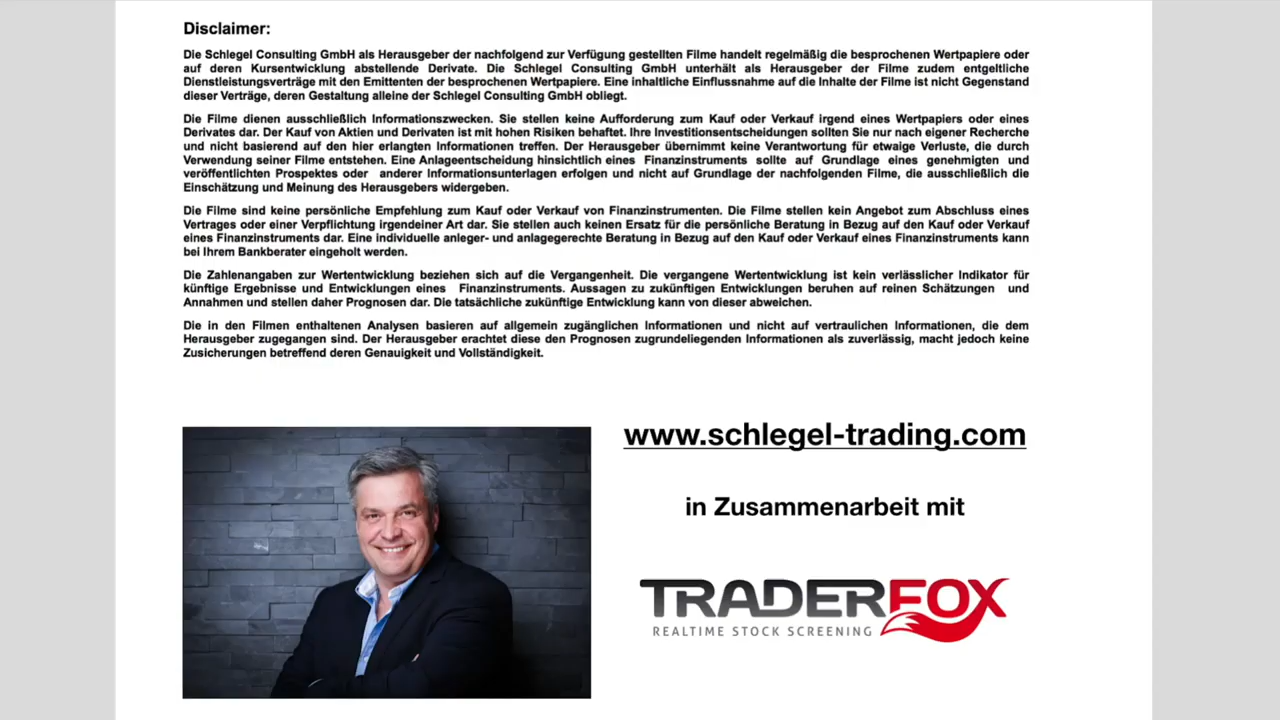 Disclaimer:
Die Schlegel Consulting GmbH als Herausgeber der nachfolgend zur Verfügung gestellten Filme handelt regelmäßig die besprochenen Wertpapiere oder
auf deren Kursentwicklung abstellende Derivate. Die Schlegel Consulting GmbH unterhält als Herausgeber der Filme zudem entgeltliche
Dienstleistungsverträge mit den Emittenten der besprochenen Wertpapiere. Eine inhaltliche Einflussnahme auf die Inhalte der Filme ist nicht Gegenstand
dieser Verträge, deren Gestaltung alleine der Schlegel Consulting GmbH obliegt.
Die Filme dienen ausschließlich Informationszwecken. Sie stellen keine Aufforderung zum Kauf oder Verkauf irgend eines Wertpapiers oder eines
Derivates dar. Der Kauf von Aktien und Derivaten ist mit hohen Risiken behaftet. Ihre Investitionsentscheidungen sollten Sie nur nach eigener Recherche
und nicht basierend auf den hier erlangten Informationen treffen. Der Herausgeber übernimmt keine Verantwortung für etwaige Verluste, die durch
Verwendung seiner Filme entstehen. Eine Anlageentscheidung hinsichtlich eines Finanzinstruments sollte auf Grundlage eines genehmigten und
veröffentlichten Prospektes oder anderer Informationsunterlagen erfolgen und nicht auf Grundlage der nachfolgenden Filme, die ausschließlich die
Einschätzung und Meinung des Herausgebers widergeben.
Die Filme sind keine persönliche Empfehlung zum Kauf oder Verkauf von Finanzinstrumenten. Die Filme stellen kein Angebot zum Abschluss eines
Vertrages oder einer Verpflichtung irgendeiner Art dar. Sie stellen auch keinen Ersatz für die persönliche Beratung in Bezug auf den Kauf oder Verkauf
eines Finanzinstruments dar. Eine individuelle anleger- und anlagegerechte Beratung in Bezug auf den Kauf oder Verkauf eines Finanzinstruments kann
bei Ihrem Bankberater eingeholt werden.
Die Zahlenangaben zur Wertentwicklung beziehen sich auf die Vergangenheit. Die vergangene Wertentwicklung ist kein verlässlicher Indikator für
künftige Ergebnisse und Entwicklungen eines Finanzinstruments. Aussagen zu zukünftigen Entwicklungen beruhen auf reinen Schätzungen und
Annahmen und stellen daher Prognosen dar. Die tatsächliche zukünftige Entwicklung kann von dieser abweichen.
Die in den Filmen enthaltenen Analysen basieren auf allgemein zugänglichen Informationen und nicht auf vertraulichen Informationen, die dem
Herausgeber zugegangen sind. Der Herausgeber erachtet diese den Prognosen zugrundeliegenden Informationen als zuverlässig, macht jedoch keine
Zusicherungen betreffend deren Genauigkeit und Vollständigkeit.
www.schlegel-trading.com
in Zusammenarbeit mit
TRADERFOX
REALTIME STOCK SCREENING